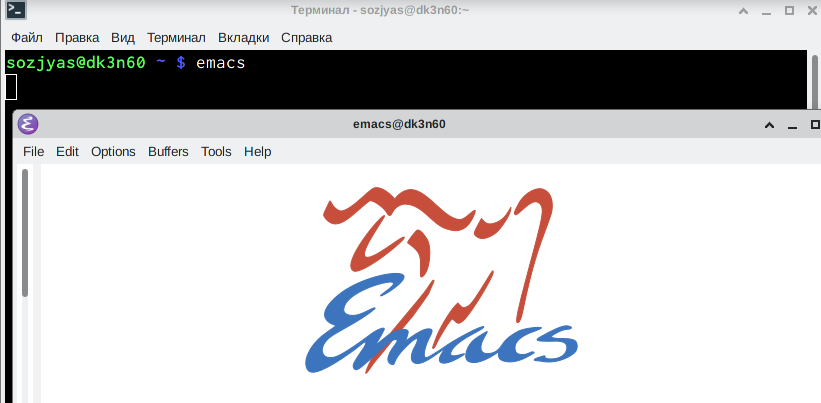 Терминал - sozjyas@dk3n60:~
Файл Правка Вид Терминал Вкладки Справка
sozjyas@dk3n60 ~ $ emacs
emacs@dk3n60
File Edit Options Buffers Tools Help
Emacs